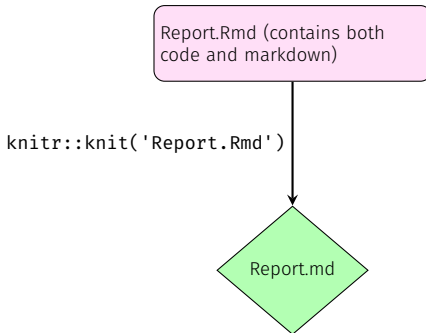 Report.Rmd (contains both
code and markdown)
knitr::knit('Report.Rmd')
Report.md